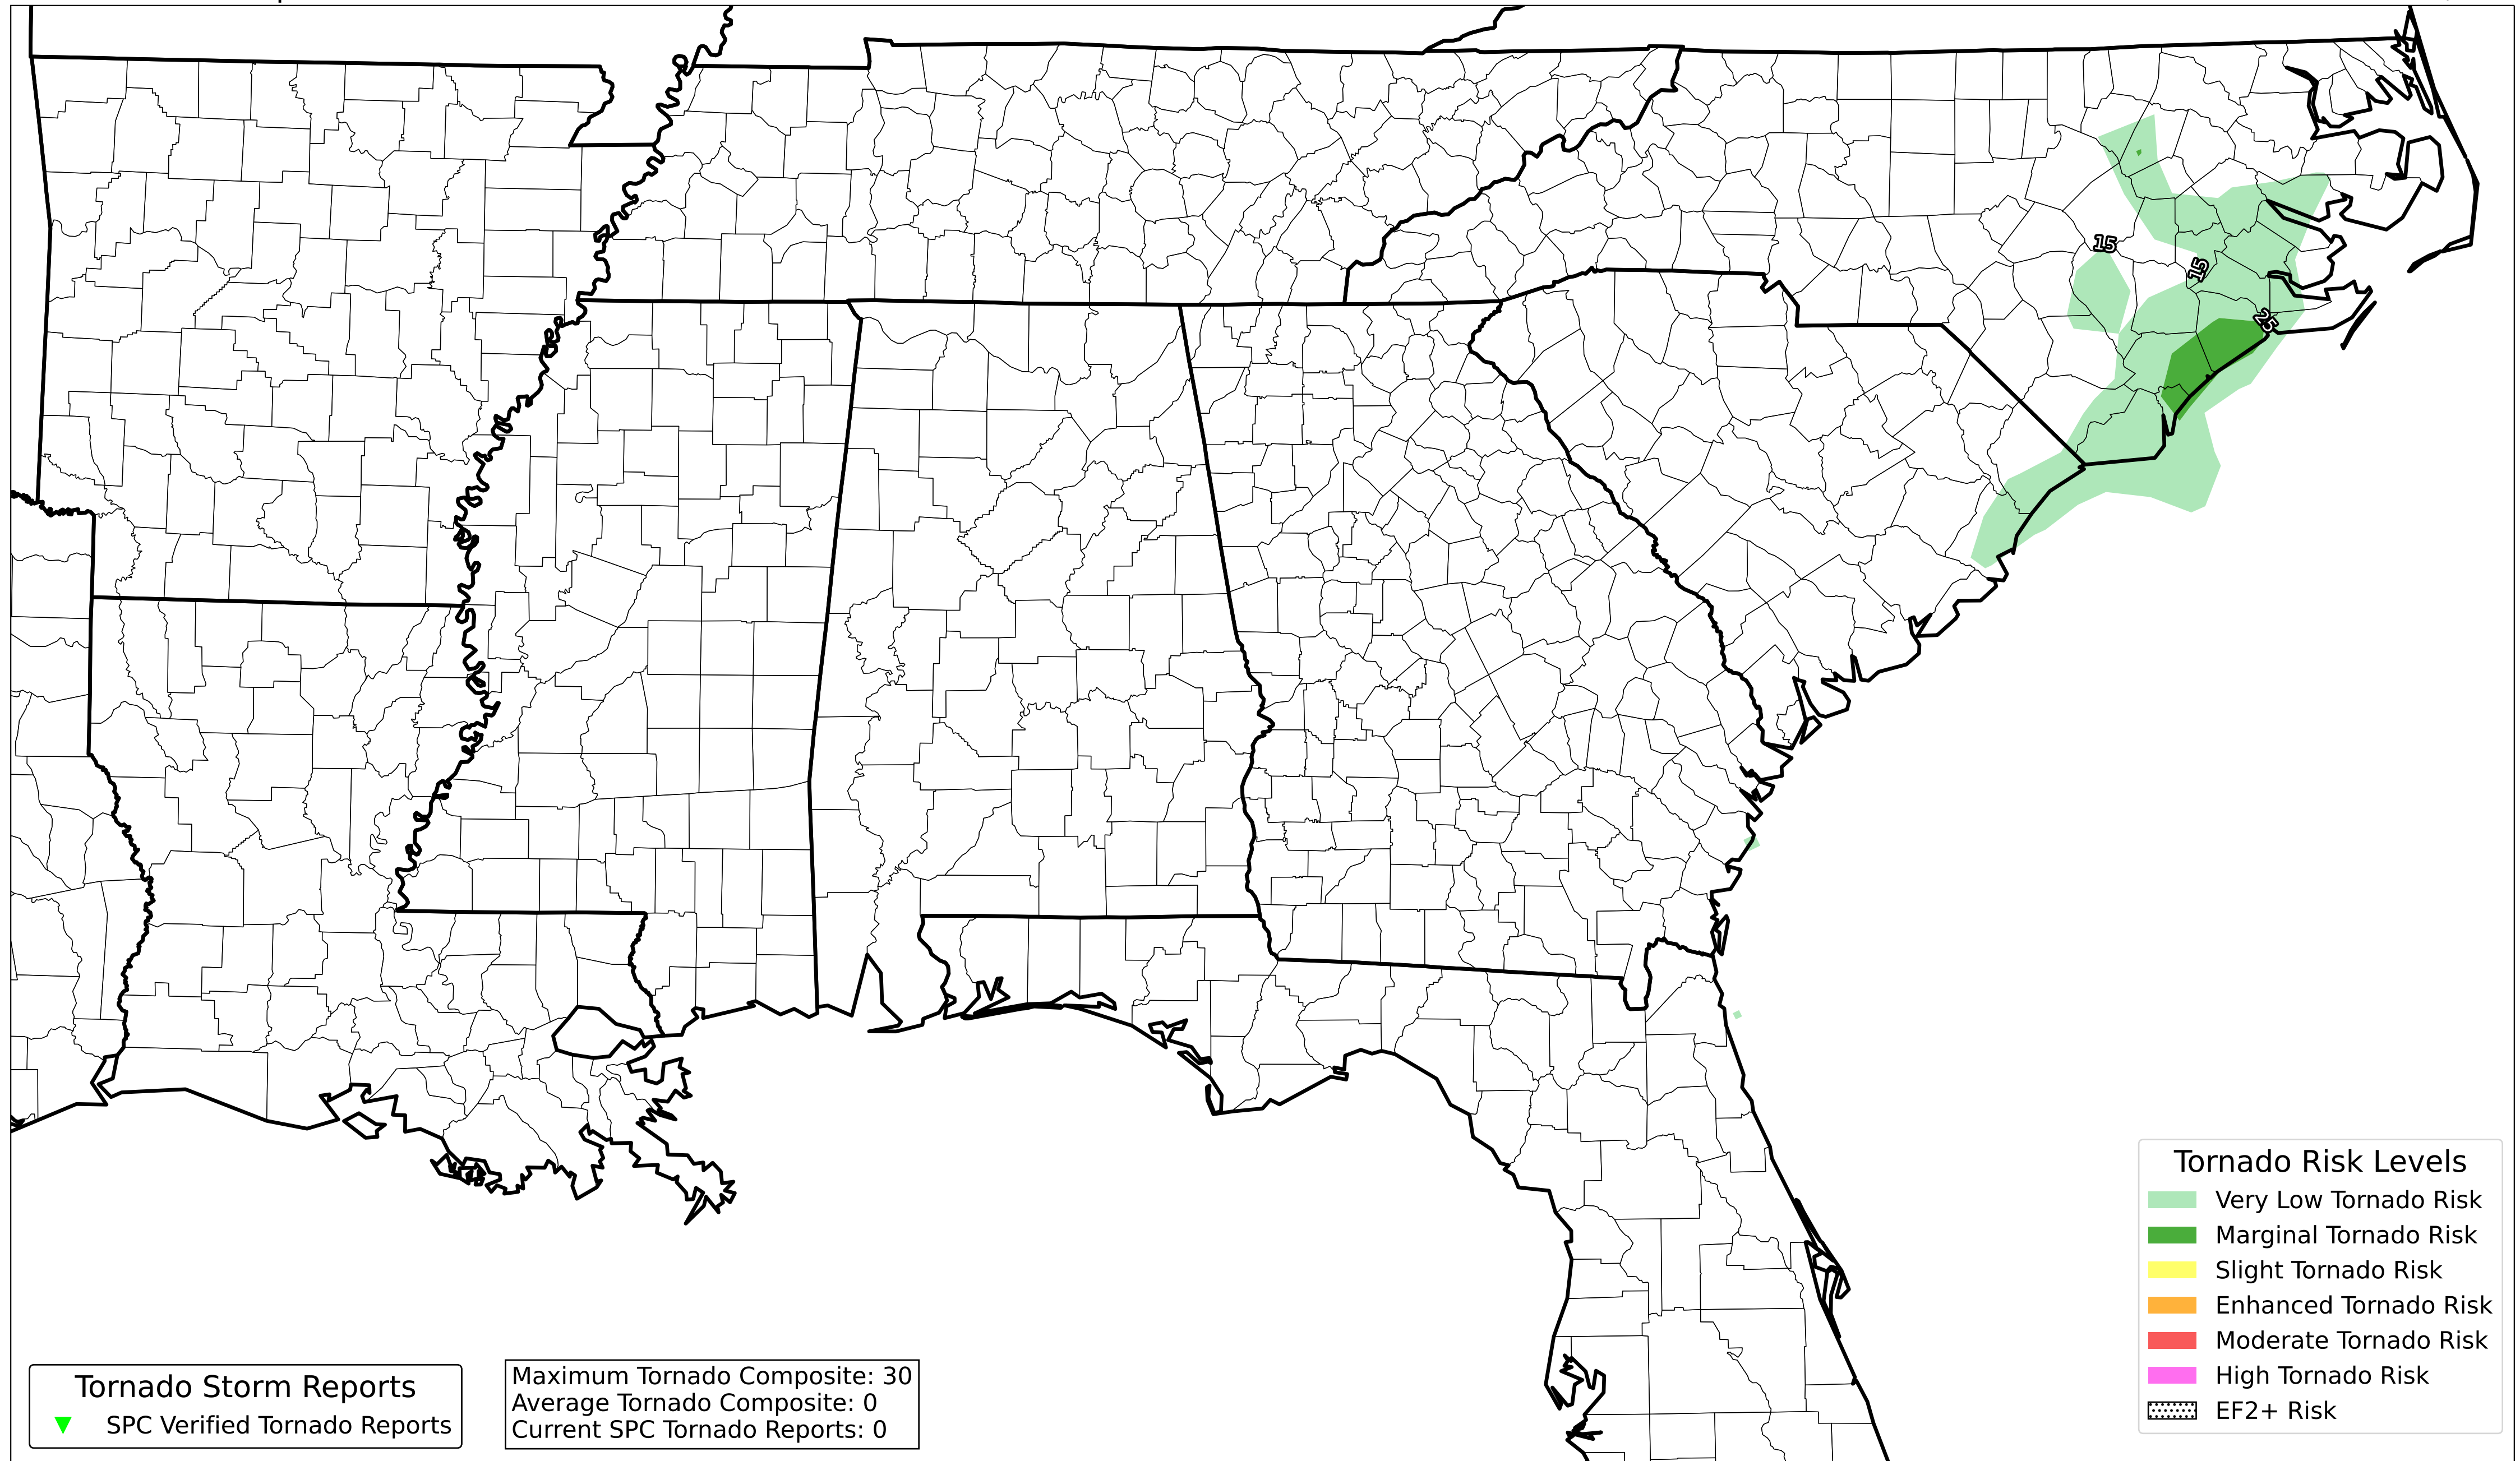 15
15
25
Tornado Risk Levels
Very Low Tornado Risk
Marginal Tornado Risk
Slight Tornado Risk
Enhanced Tornado Risk
Moderate Tornado Risk
High Tornado Risk
EF2+ Risk
Tornado Storm Reports
SPC Verified Tornado Reports
Maximum Tornado Composite: 30
Average Tornado Composite: 0
Current SPC Tornado Reports: 0